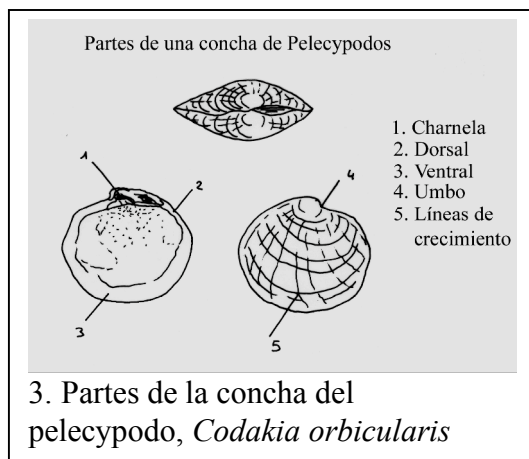 Partes de una concha de Pelecypodos
1. Charnela
2. Dorsal
3. Ventral
4. Umbo
5. Líneas de
crecimiento
1
2
3
4
5
3. Partes de la concha del
pelecypodo, Codakia orbicularis